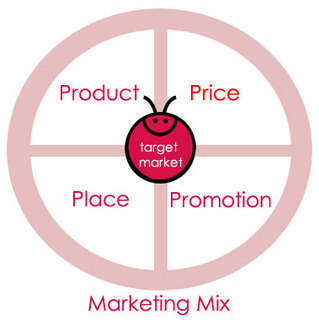 Product
Price
target
market
Place
Promotion
Marketing Mix